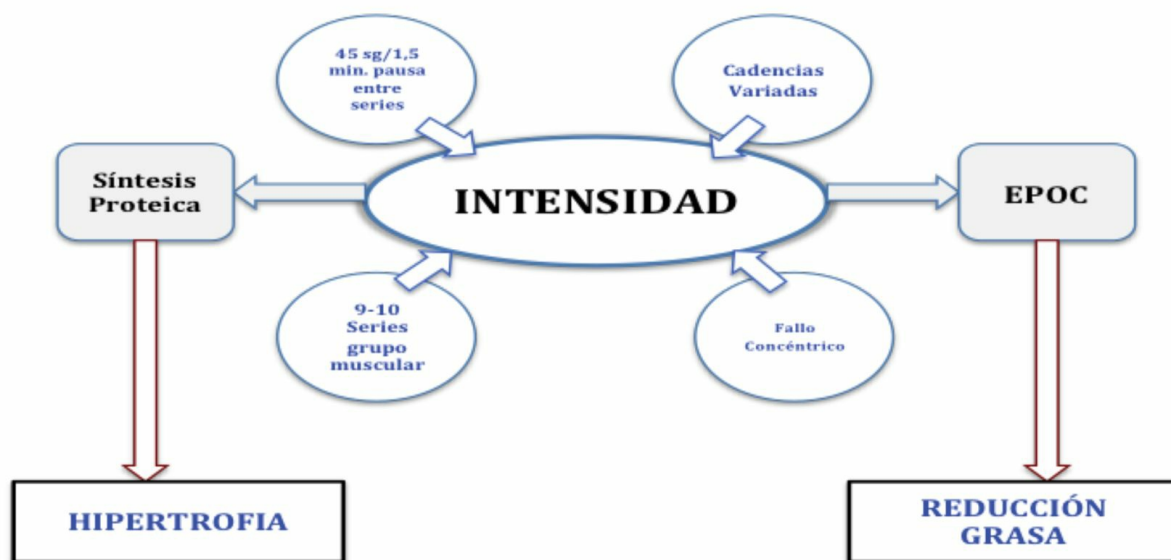 45 sg/1,5
min. pausa
entre
series
Cadencias
Variadas
Síntesis
Proteica
INTENSIDAD
EPOC
9-10
Series
grupo
muscular
Fallo
Concéntrico
HIPERTROFIA
REDUCCIÓN
GRASA